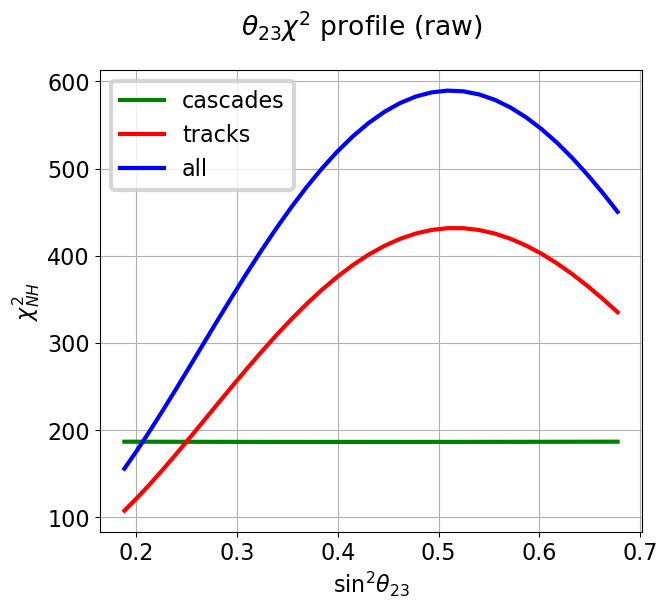 θ₂₃χ² profile (raw)
cascades
tracks
all
600
500
400
300
200
100
χ²_NH
0.2 0.3 0.4 0.5 0.6 0.7
sin²θ₂₃